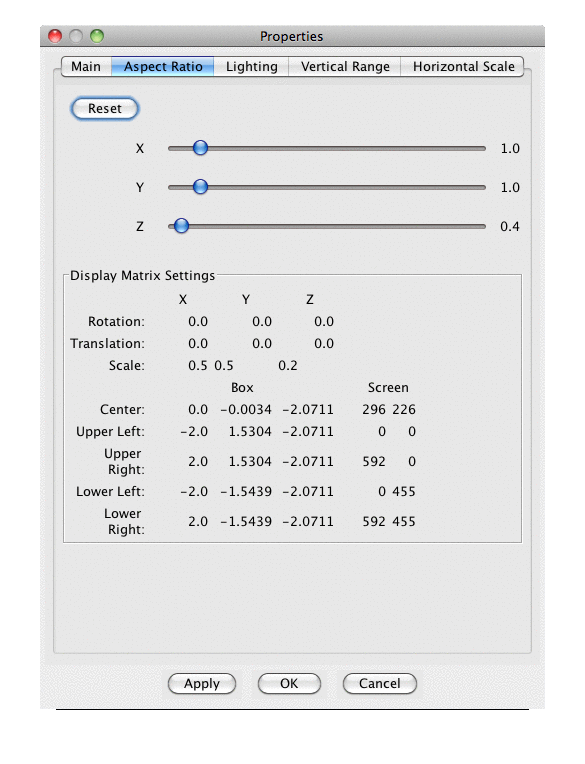 Properties
Main Aspect Ratio Lighting Vertical Range Horizontal Scale
Reset
X 1.0
Y 1.0
Z 0.4
Display Matrix Settings
X Y Z
Rotation: 0.0 0.0 0.0
Translation: 0.0 0.0 0.0
Scale: 0.5 0.5 0.2
Box Screen
Center: 0.0 -0.0034 -2.0711 296 226
Upper Left: -2.0 1.5304 -2.0711 0 0
Upper
Right: 2.0 1.5304 -2.0711 592 0
Lower Left: -2.0 -1.5439 -2.0711 0 455
Lower
Right: 2.0 -1.5439 -2.0711 592 455
Apply OK Cancel